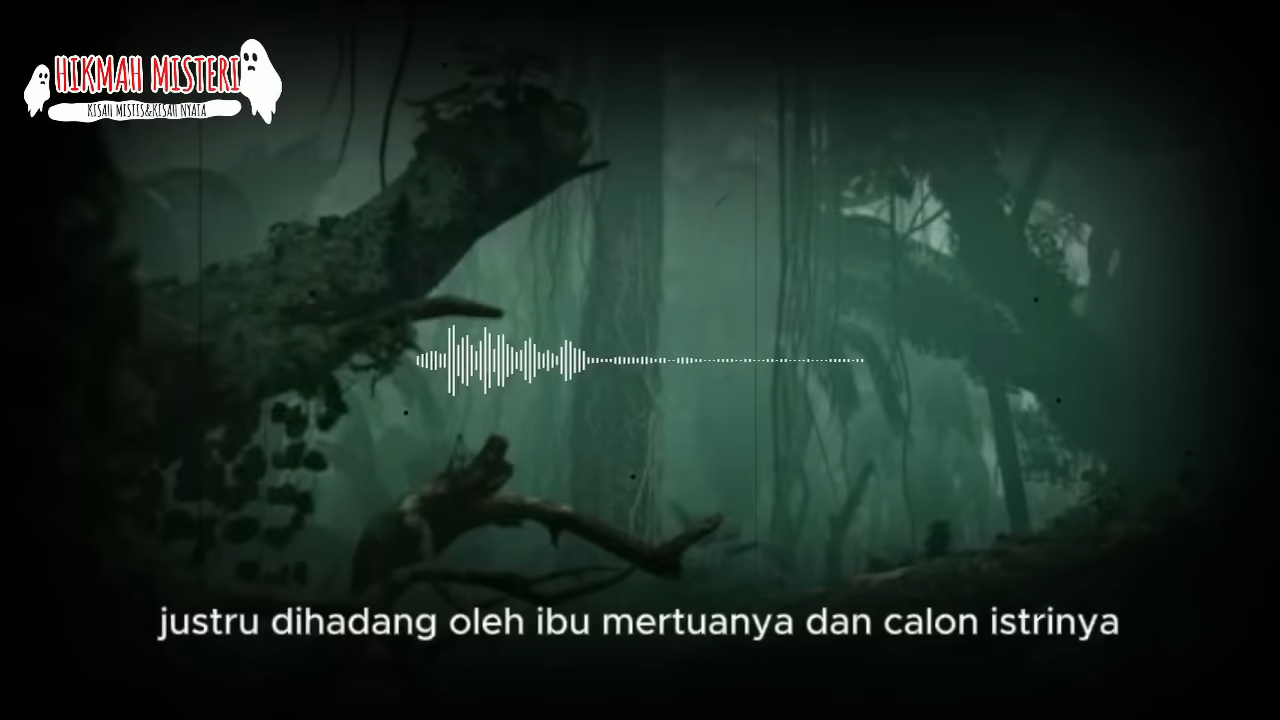 HIKMAH MISTERI
KISAH MISTIS&KISAH NYATA
justru dihadang oleh ibu mertuanya dan calon istrinya